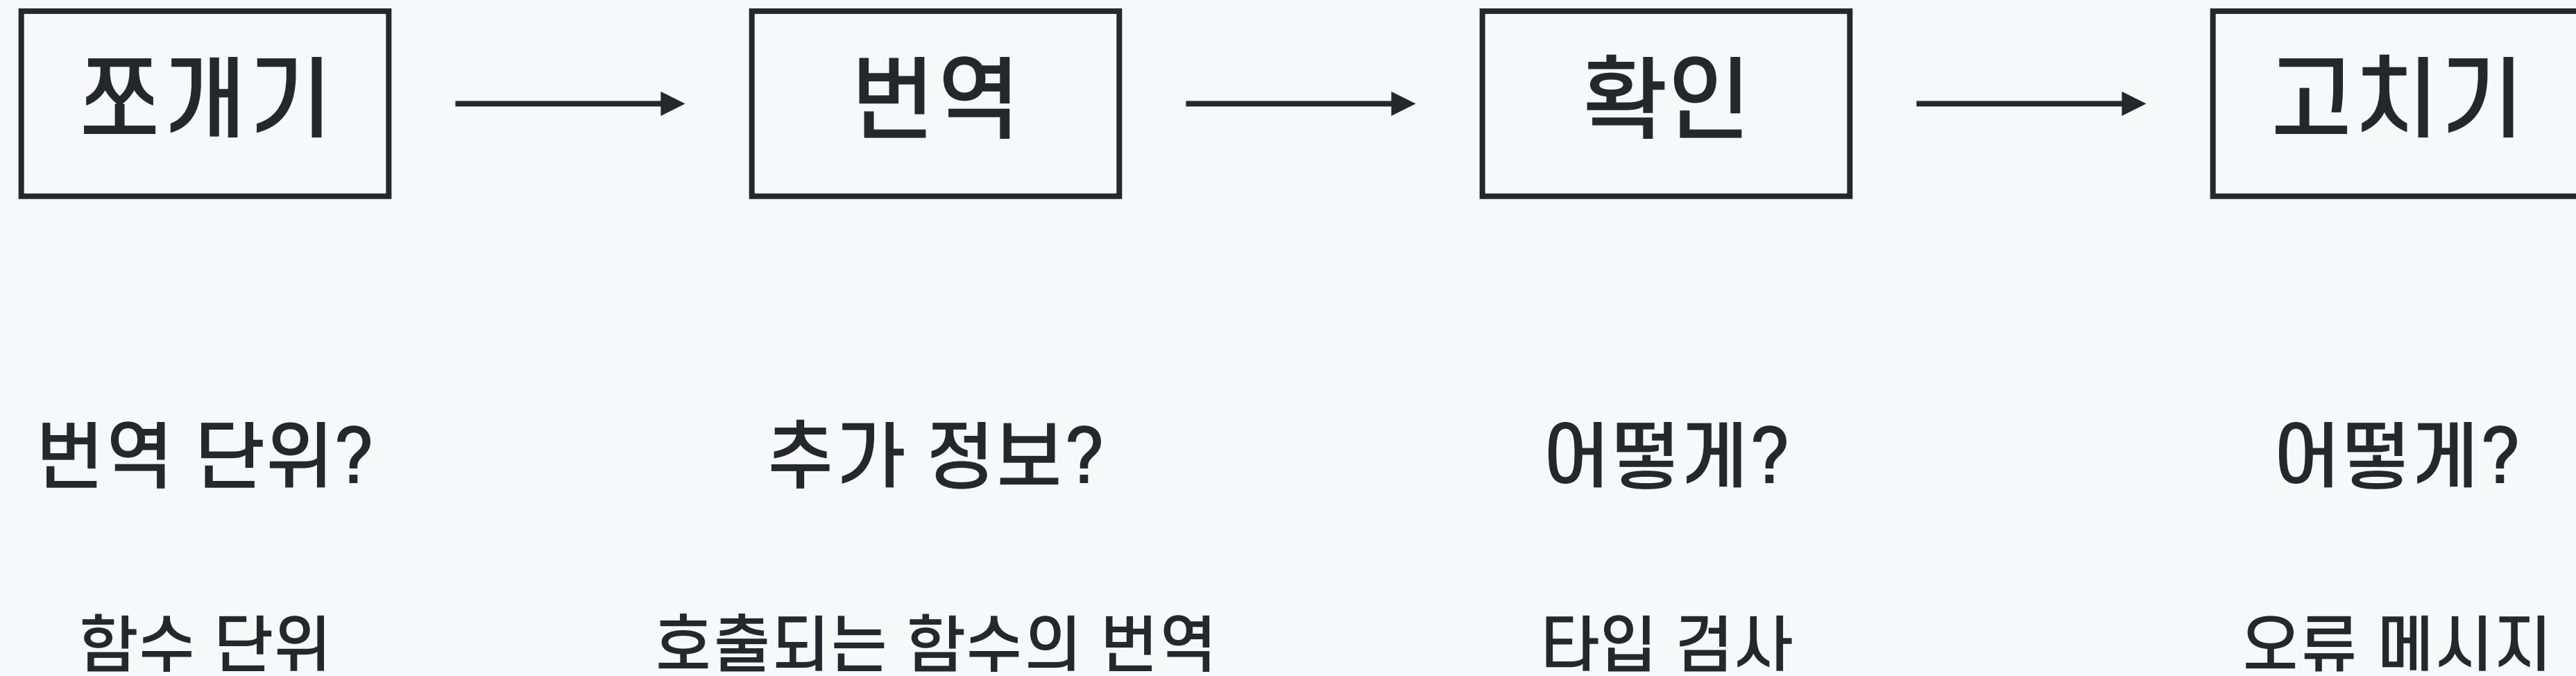 쪼개기 번역 확인 고치기
번역 단위? 추가 정보? 어떻게? 어떻게?
함수 단위 호출되는 함수의 번역 타입 검사 오류 메시지